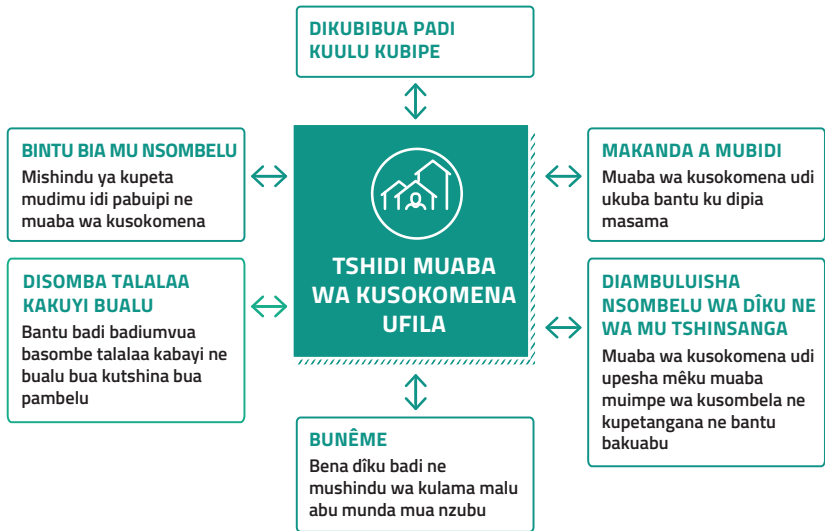 DIKUBIBUA PADI
KUULU KUBIPE
BINTU BIA MU NSOMBELU
Mishindu ya kupeta
mudimu idi pabuipi ne
muaba wa kusokomena
MAKANDA A MUBIDI
Muaba wa kusokomena udi
ukuba bantu ku dipia
masama
TSHIDI MUABA
WA KUSOKOMENA
UFILA
DISOMBA TALALAA
KAKUYI BUALU
Bantu badi badiumvua
basombe talalaa kabayi ne
bualu bua kutshina bua
pambelu
DIAMBULUISHA
NSOMBELU WA DÎKU NE
WA MU TSHINSANGA
Muaba wa kusokomena udi
upesha mêku muaba
muimpe wa kusombela ne
kupetangana ne bantu
bakuabu
BUNÊME
Bena dîku badi ne
mushindu wa kulama malu
abu munda mua nzubu